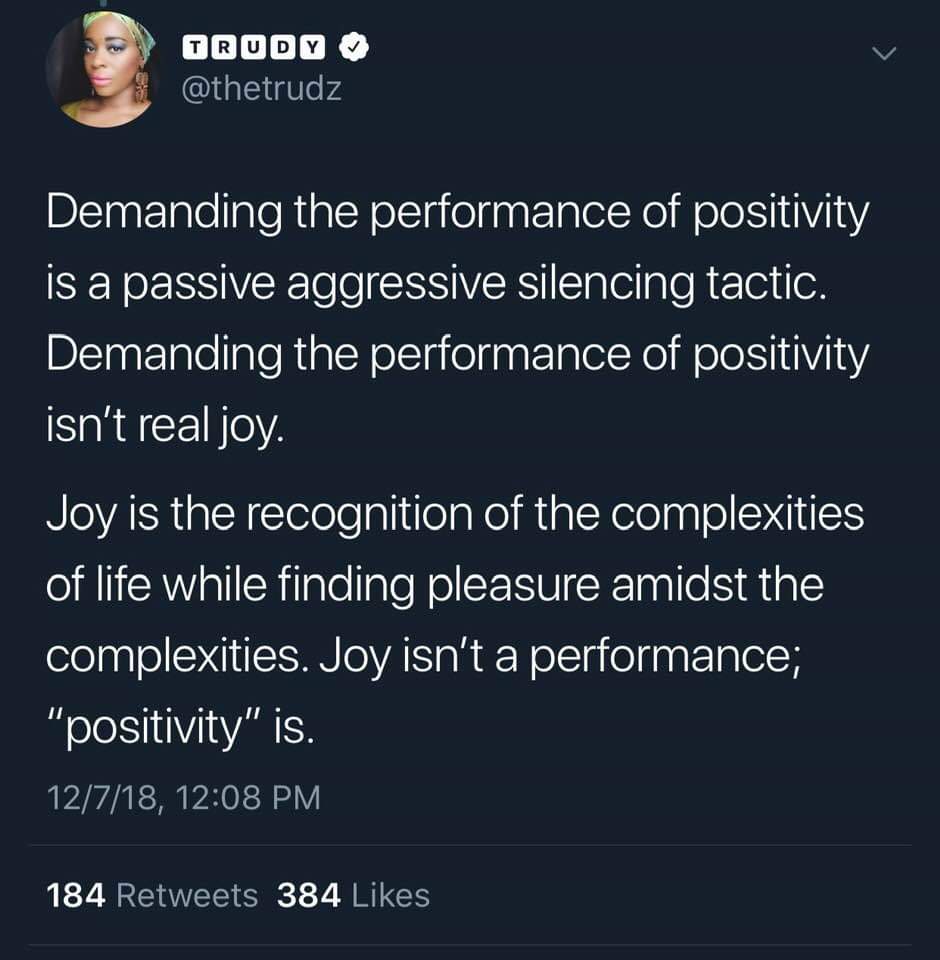 TRUDY
@thetrudz
Demanding the performance of positivity
is a passive aggressive silencing tactic.
Demanding the performance of positivity
isn’t real joy.
Joy is the recognition of the complexities
of life while finding pleasure amidst the
complexities. Joy isn’t a performance;
“positivity” is.
12/7/18, 12:08 PM
184 Retweets 384 Likes